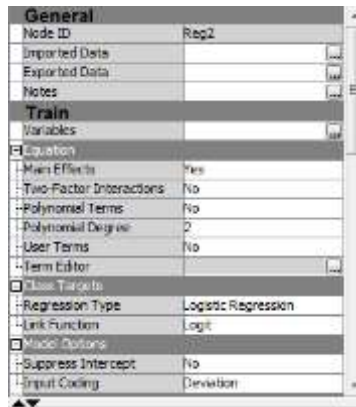 General
Node ID Reg2
Imported Data ...
Exported Data ...
Notes ...
Train
Variables ...
Equation
Main Effects Yes
Two-Factor Interactions No
Polynomial Terms No
Polynomial Degree 2
User Terms No
Term Editor ...
Class Targets
Regression Type Logistic Regression
Link Function Logit
Model Options
Suppress Intercept No
Input Coding Deviation